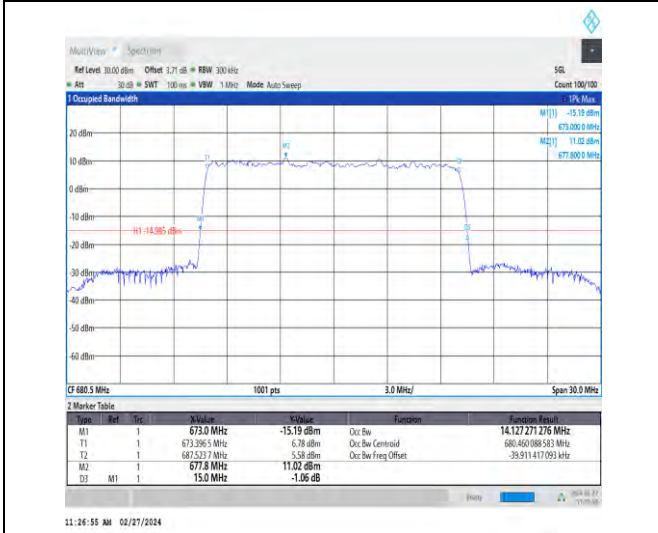 MultiView Spectrum
Ref Level 30.00 dBm Offset 3.71 dB RBW 300 kHz SGL
Att 30 dB SWT 100 ms VBW 1 MHz Mode Auto Sweep Count 100/100
1 Occupied Bandwidth 1Pk Max
M1[1] -15.19 dBm
673.000 0 MHz
M2[1] 11.02 dBm
677.800 0 MHz
20 dBm
M2
T1
10 dBm
0 dBm
-10 dBm
M1
H1 -14.985 dBm
D3
-20 dBm
-30 dBm
-40 dBm
-50 dBm
-60 dBm
CF 680.5 MHz 1001 pts 3.0 MHz/ Span 30.0 MHz
2 Marker Table
Type Ref Trc X-Value Y-Value Function Function Result
M1 1 673.0 MHz -15.19 dBm Occ Bw 14.127 271 276 MHz
T1 1 673.396 5 MHz 6.78 dBm Occ Bw Centroid 680.460 088 583 MHz
T2 1 687.523 7 MHz 5.58 dBm Occ Bw Freq Offset -39.911 417 093 kHz
M2 1 677.8 MHz 11.02 dBm
D3 M1 1 15.0 MHz -1.06 dB
11:26:55 AM 02/27/2024